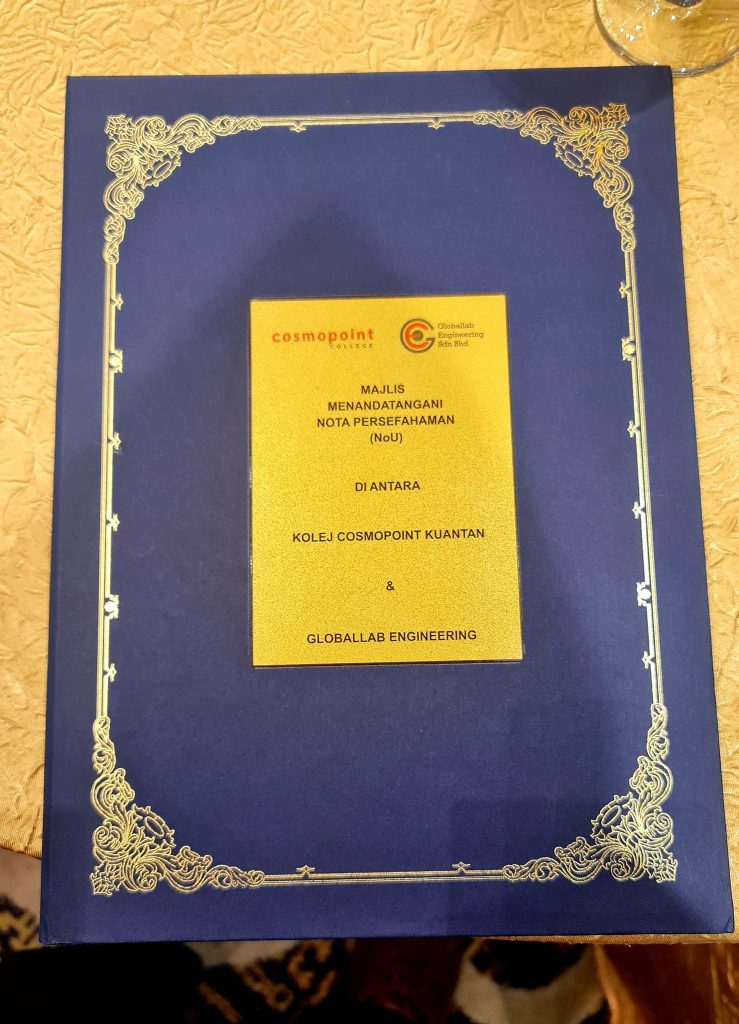 cosmopoint
COLLEGE
Globallab
Engineering
Sdn Bhd
MAJLIS
MENANDATANGANI
NOTA PERSEFAHAMAN
(NoU)
DI ANTARA
KOLEJ COSMOPOINT KUANTAN
&
GLOBALLAB ENGINEERING